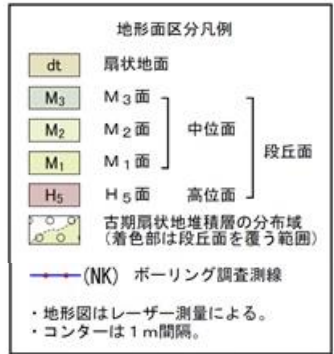 地形面区分凡例
dt 扇状地面
M₃ M₃面
M₂ M₂面 中位面
M₁ M₁面 段丘面
H₅ H₅面 高位面
古期扇状地堆積層の分布域
(着色部は段丘面を覆う範囲)
(NK) ボーリング調査測線
・地形図はレーザー測量による。
・コンターは1m間隔。